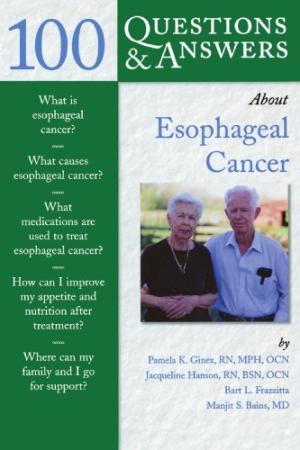 100 QUESTIONS
& ANSWERS
About
Esophageal
Cancer
What is
esophageal
cancer?
What causes
esophageal cancer?
What
medications are
used to treat
esophageal cancer?
How can I improve
my appetite and
nutrition after
treatment?
Where can my
family and I go
for support?
by
Pamela K. Ginex, RN, MPH, OCN
Jacqueline Hanson, RN, BSN, OCN
Bart L. Frazzitta
Manjit S. Bains, MD